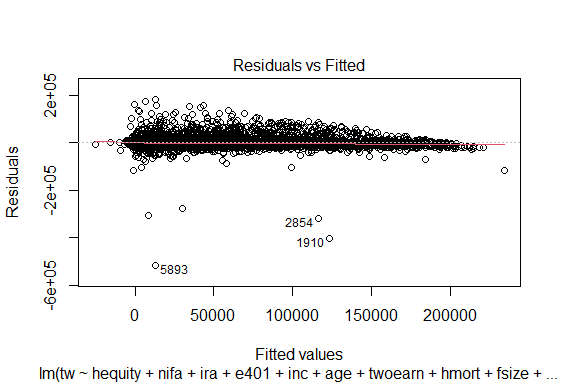 Residuals vs Fitted
Residuals
2e+05
-2e+05
-6e+05
2854
1910
5893
0
50000
100000
150000
200000
Fitted values
lm(tw ~ hequity + nifa + ira + e401 + inc + age + twoearn + hmort + fsize + ...